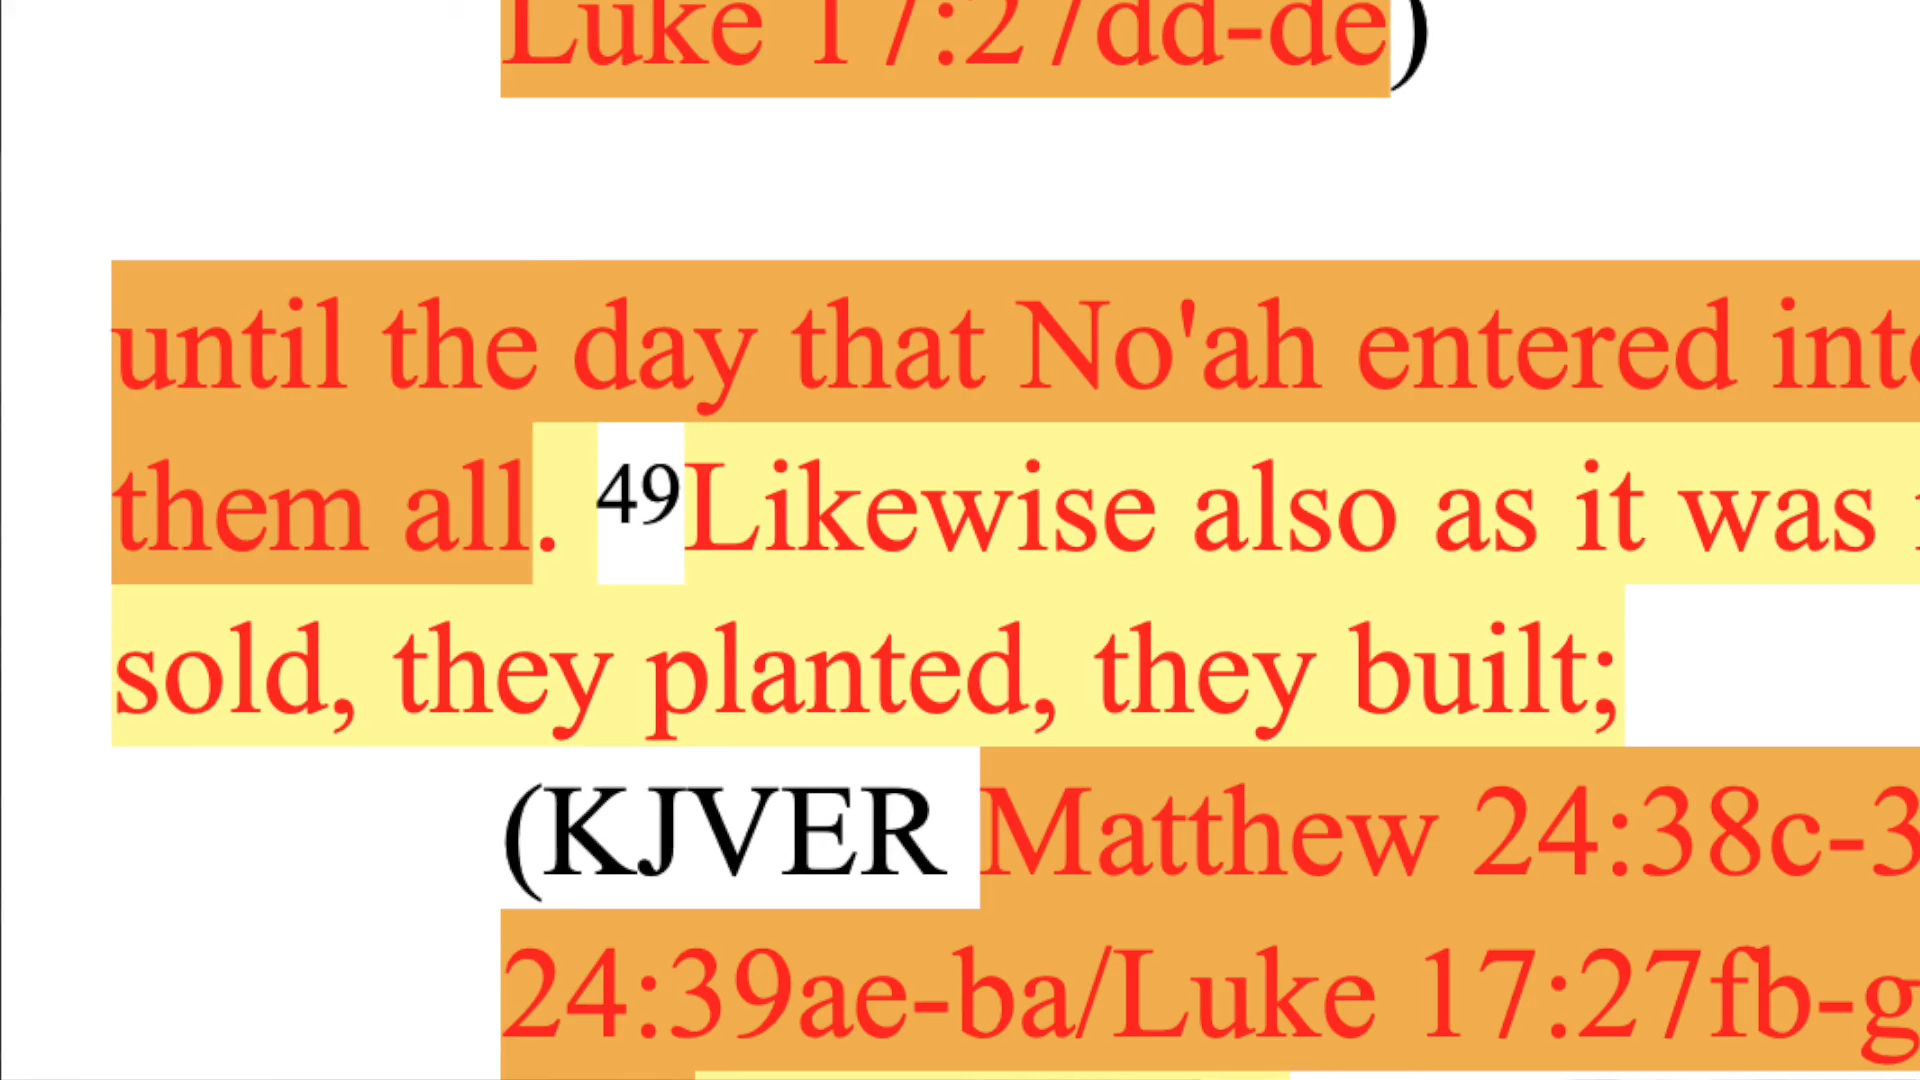 Luke 17:27dd-de)
until the day that No'ah entered into
them all. 49Likewise also as it was
sold, they planted, they built;
(KJVER Matthew 24:38c-3
24:39ae-ba/Luke 17:27fb-g